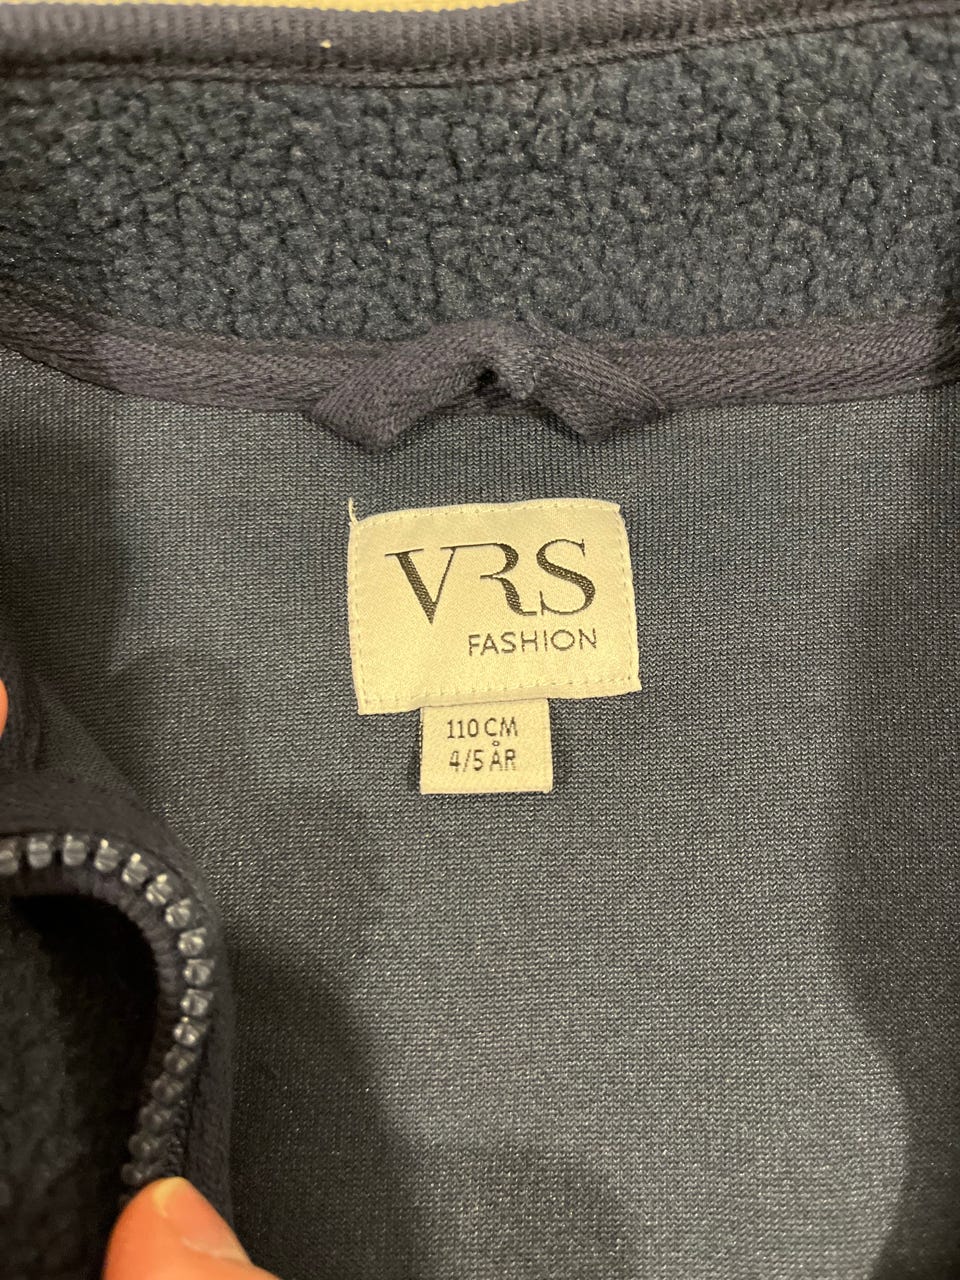 VRS
FASHION
110 CM
4/5 ÅR